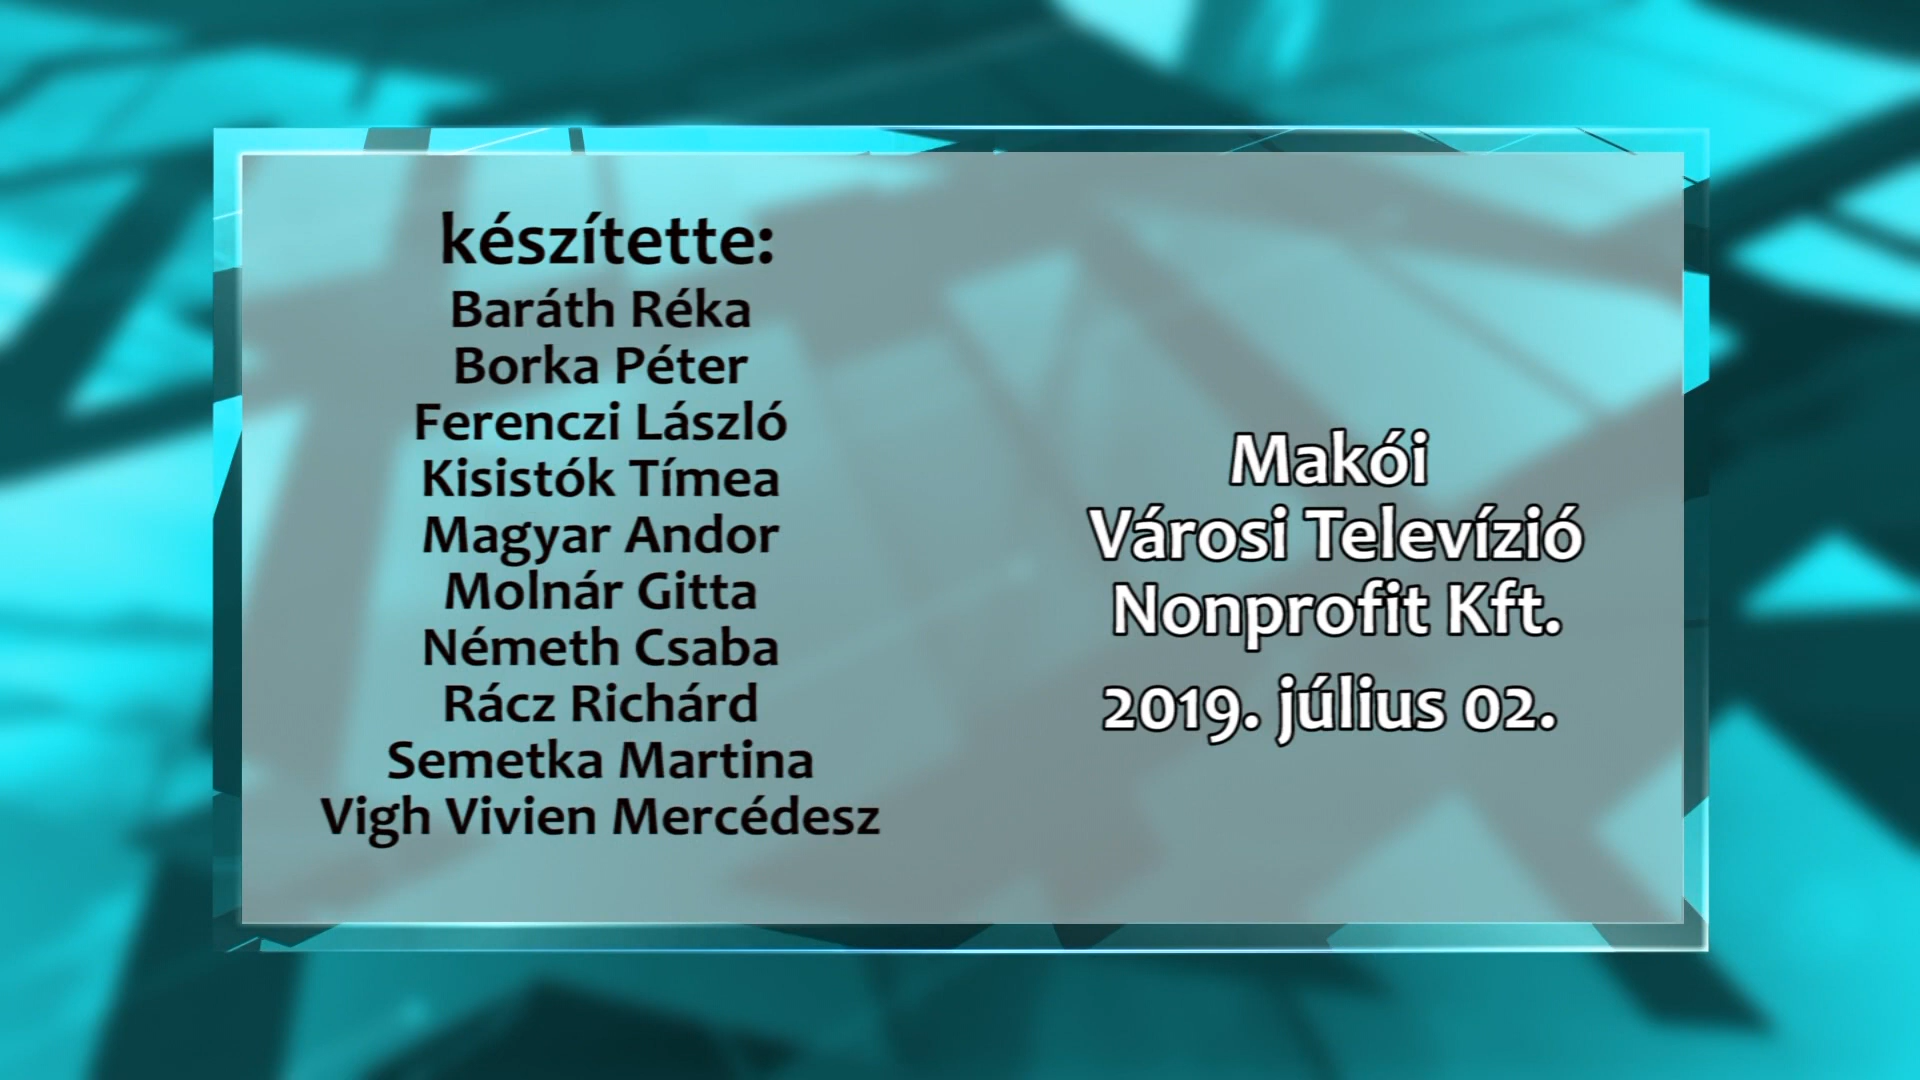 készítette:
Baráth Réka
Borka Péter
Ferenczi László
Kisistók Tímea
Magyar Andor
Molnár Gitta
Németh Csaba
Rácz Richárd
Semetka Martina
Vigh Vivien Mercédesz
Makói
Városi Televízió
Nonprofit Kft.
2019. július 02.